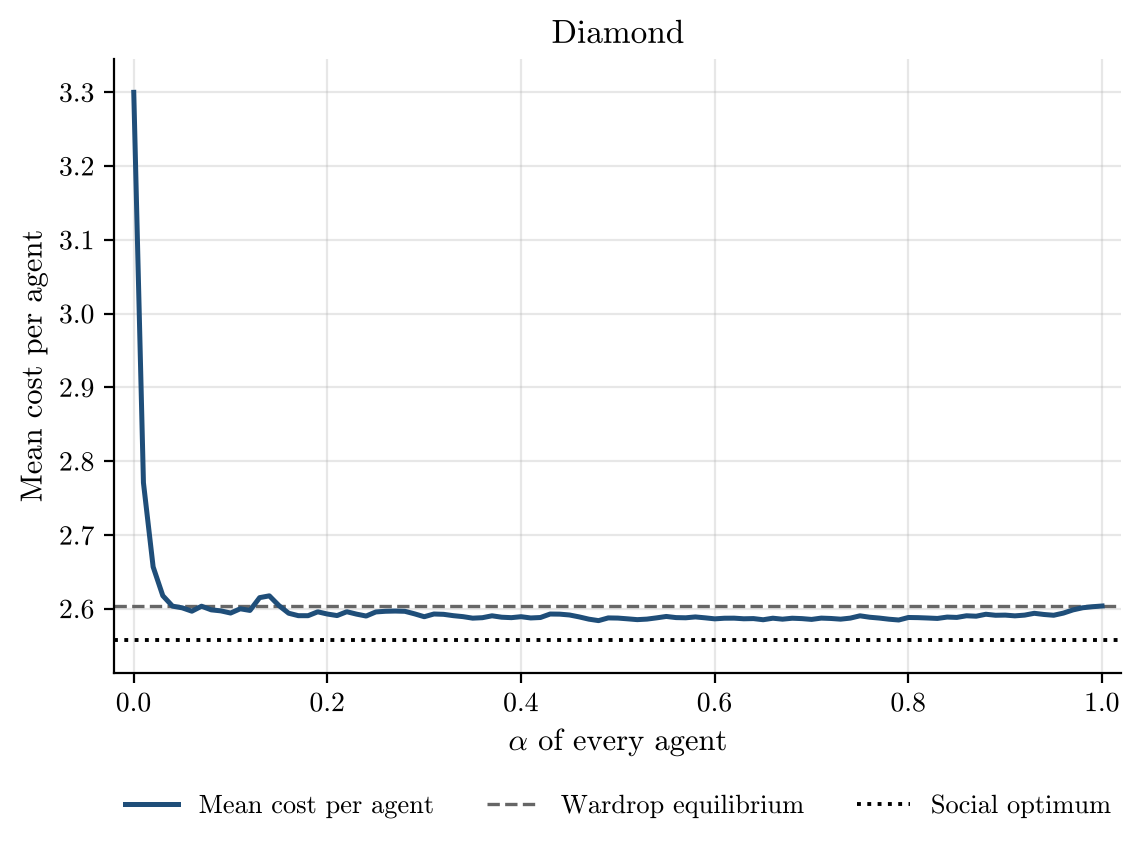 Diamond
Mean cost per agent
3.3
3.2
3.1
3.0
2.9
2.8
2.7
2.6
0.0 0.2 0.4 0.6 0.8 1.0
α of every agent
Mean cost per agent Wardrop equilibrium Social optimum